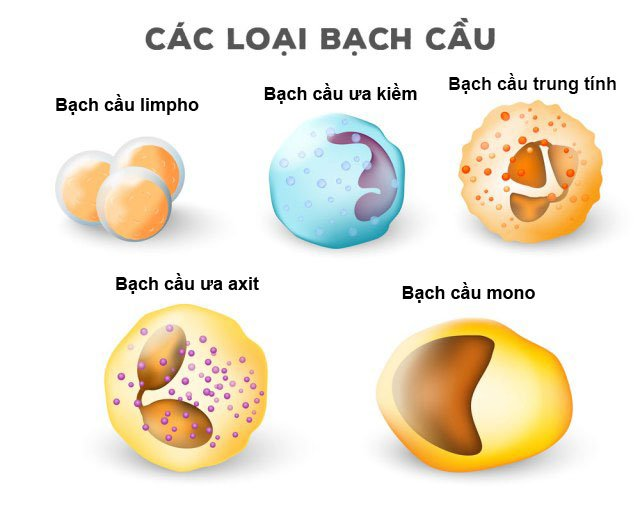 CÁC LOẠI BẠCH CẦU
Bạch cầu limpho
Bạch cầu ưa kiềm
Bạch cầu trung tính
Bạch cầu ưa axit
Bạch cầu mono